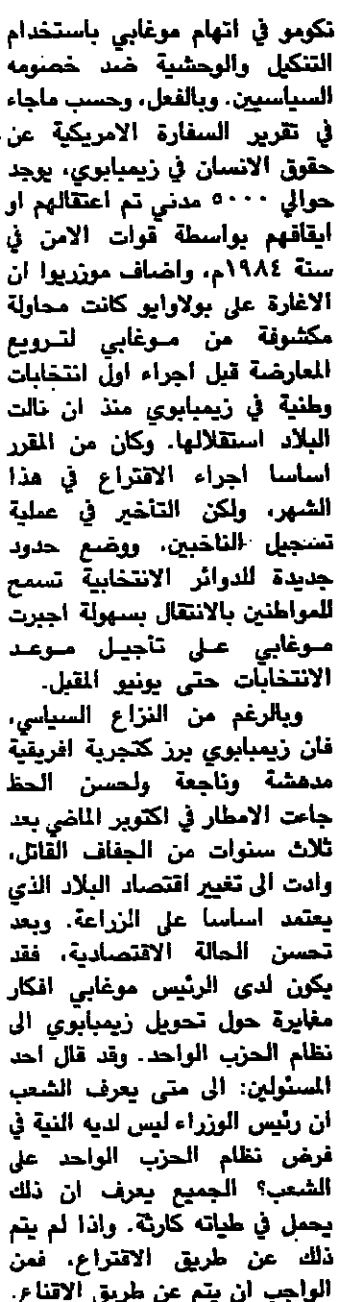 نكومو في اتهام موغابي باستخدام
التنكيل والوحشية ضد خصومه
السياسيين. وبالفعل، وحسب ماجاء
في تقرير السفارة الامريكية عن
حقوق الانسان في زيمبابوي، يوجد
حوالي ٥٠٠٠ مدني تم اعتقالهم او
ايقافهم بواسطة قوات الامن في
سنة ١٩٨٤م، واضاف موزريوا ان
الاغارة على بولاوايو كانت محاولة
مكشوفة من موغابي لترويع
المعارضة قبل اجراء اول انتخابات
وطنية في زيمبابوي منذ ان نالت
البلاد استقلالها. وكان من المقرر
اساسا اجراء الاقتراع في هذا
الشهر، ولكن التأخير في عملية
تسجيل الناخبين، ووضع حدود
جديدة للدوائر الانتخابية تسمح
للمواطنين بالانتقال بسهولة اجبرت
موغابي على تأجيل موعد
الانتخابات حتى يونيو المقبل.
وبالرغم من النزاع السياسي،
فان زيمبابوي برز كتجربة افريقية
مدهشة وناجعة ولحسن الحظ
جاءت الامطار في اكتوبر الماضي بعد
ثلاث سنوات من الجفاف القاتل،
وادت الى تغيير اقتصاد البلاد الذي
يعتمد اساسا على الزراعة. وبعد
تحسن الحالة الاقتصادية، فقد
يكون لدى الرئيس موغابي افكار
مغايرة حول تحويل زيمبابوي الى
نظام الحزب الواحد. وقد قال احد
المسئولين: الى متى يعرف الشعب
ان رئيس الوزراء ليس لديه النية في
فرض نظام الحزب الواحد على
الشعب؟ الجميع يعرف ان ذلك
يحمل في طياته كارثة. واذا لم يتم
ذلك عن طريق الاقتراع، فمن
الواجب ان يتم عن طريق الاقناع.